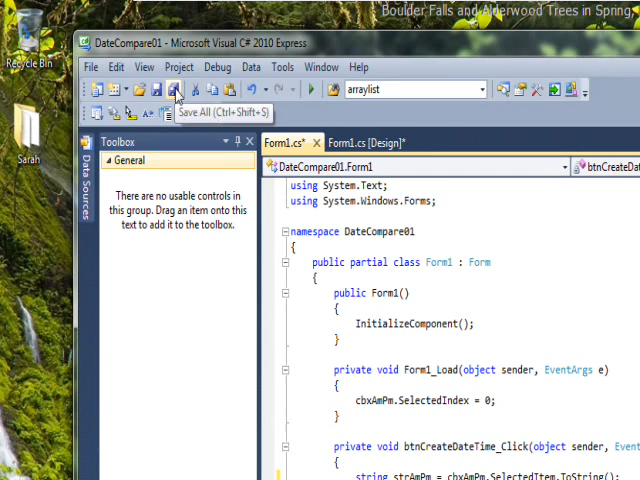 Boulder Falls and Alderwood Trees in Spring,
Recycle Bin
Sarah
DateCompare01 - Microsoft Visual C# 2010 Express
File Edit View Project Build Debug Data Tools Window Help
arraylist
Save All (Ctrl+Shift+S)
Data Sources
Toolbox
General
There are no usable controls in
this group. Drag an item onto this
text to add it to the toolbox.
Form1.cs* Form1.cs [Design]*
DateCompare01.Form1 btnCreateDa
using System.Text;
using System.Windows.Forms;
namespace DateCompare01
{
public partial class Form1 : Form
{
public Form1()
{
InitializeComponent();
}
private void Form1_Load(object sender, EventArgs e)
{
cbxAmPm.SelectedIndex = 0;
}
private void btnCreateDateTime_Click(object sender, Event
{
string strAmPm = cbxAmPm.SelectedItem.ToString();